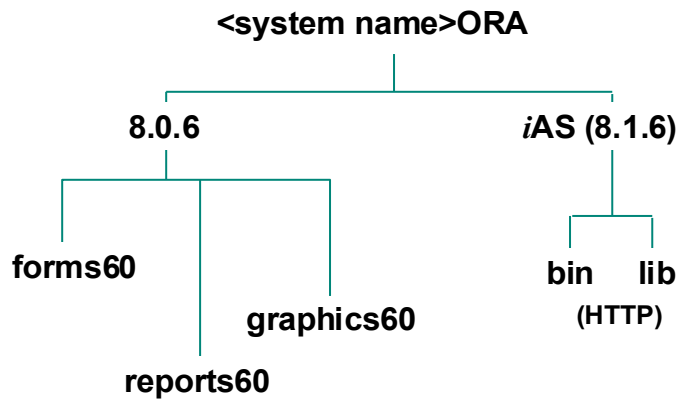 <system name>ORA
8.0.6
iAS (8.1.6)
forms60
bin
lib
(HTTP)
graphics60
reports60